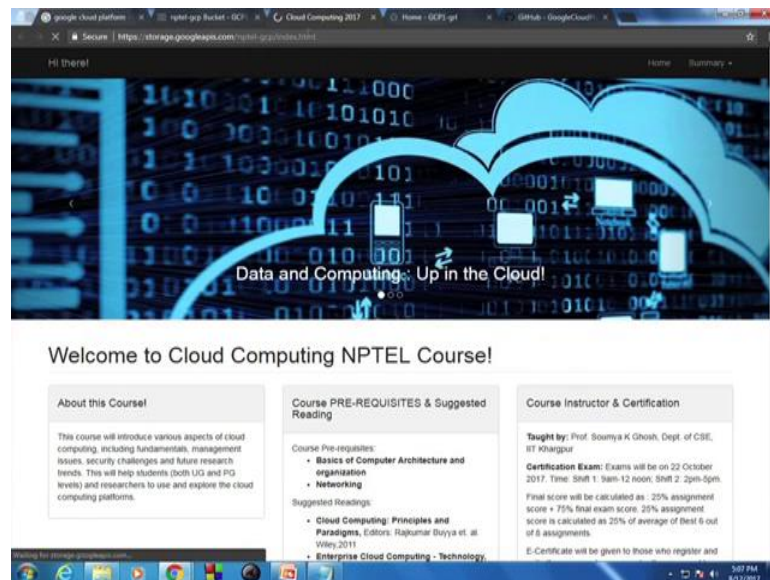 google cloud platform
nptel-gcp Bucket - GCP
Cloud Computing 2017
Home - GCP1-grl
GitHub - GoogleCloudP
Secure | https://storage.googleapis.com/nptel-gcp/index.html
Hi there!
Home
Summary
Data and Computing : Up in the Cloud!
Welcome to Cloud Computing NPTEL Course!
About this Course!
This course will introduce various aspects of cloud
computing, including fundamentals, management
issues, security challenges and future research
trends. This will help students (both UG and PG
levels) and researchers to use and explore the cloud
computing platforms.
Course PRE-REQUISITES & Suggested
Reading
Course Pre-requisites:
• Basics of Computer Architecture and
organization
• Networking
Suggested Readings:
• Cloud Computing: Principles and
Paradigms, Editors: Rajkumar Buyya et. al.
Wiley,2011
• Enterprise Cloud Computing - Technology,
Course Instructor & Certification
Taught by: Prof. Soumya K Ghosh, Dept. of CSE,
IIT Khargpur
Certification Exam: Exams will be on 22 October
2017. Time: Shift 1: 9am-12 noon; Shift 2: 2pm-5pm.
Final score will be calculated as : 25% assignment
score + 75% final exam score. 25% assignment
score is calculated as 25% of average of Best 6 out
of 8 assignments.
E-Certificate will be given to those who register and
Waiting for storage.googleapis.com...
5:07 PM